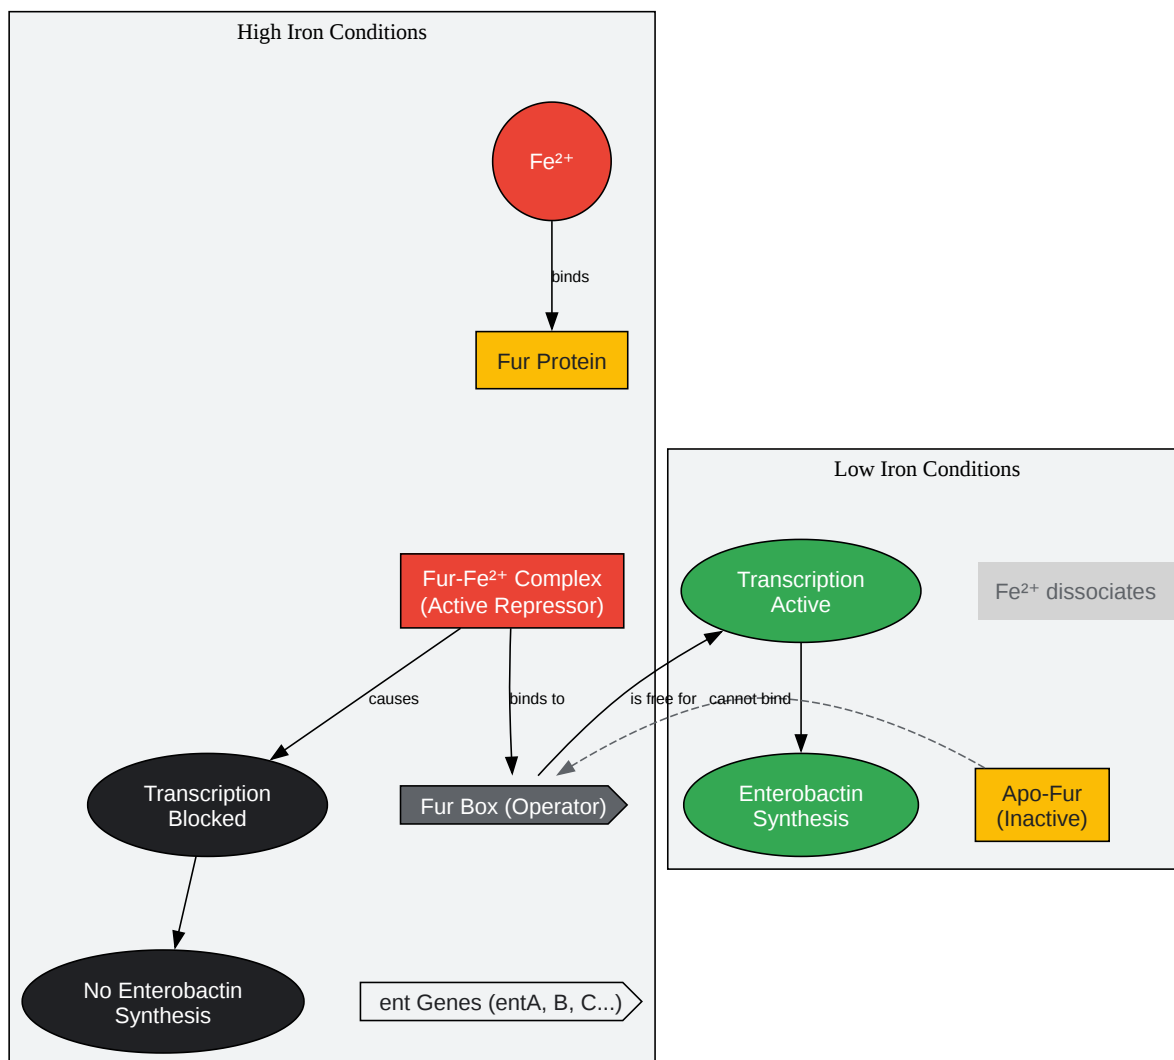 High Iron Conditions
Fe²⁺
binds
Fur Protein
Low Iron Conditions
Fur-Fe²⁺ Complex
(Active Repressor)
Transcription
Active
Fe²⁺ dissociates
causes
binds to
is free for
cannot bind
Transcription
Blocked
Fur Box (Operator)
Enterobactin
Synthesis
Apo-Fur
(Inactive)
No Enterobactin
Synthesis
ent Genes (entA, B, C...)